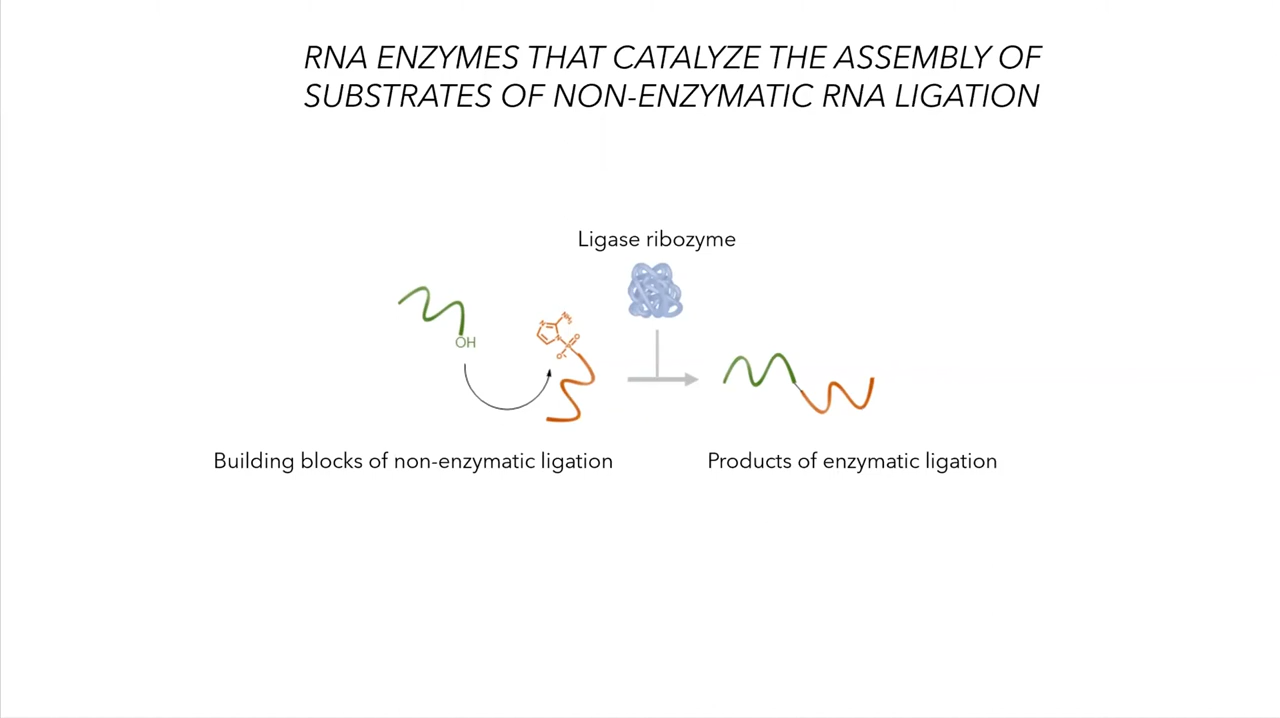 RNA ENZYMES THAT CATALYZE THE ASSEMBLY OF
SUBSTRATES OF NON-ENZYMATIC RNA LIGATION
Ligase ribozyme
OH
N
NH₂
N
P
O
O⁻
Building blocks of non-enzymatic ligation
Products of enzymatic ligation